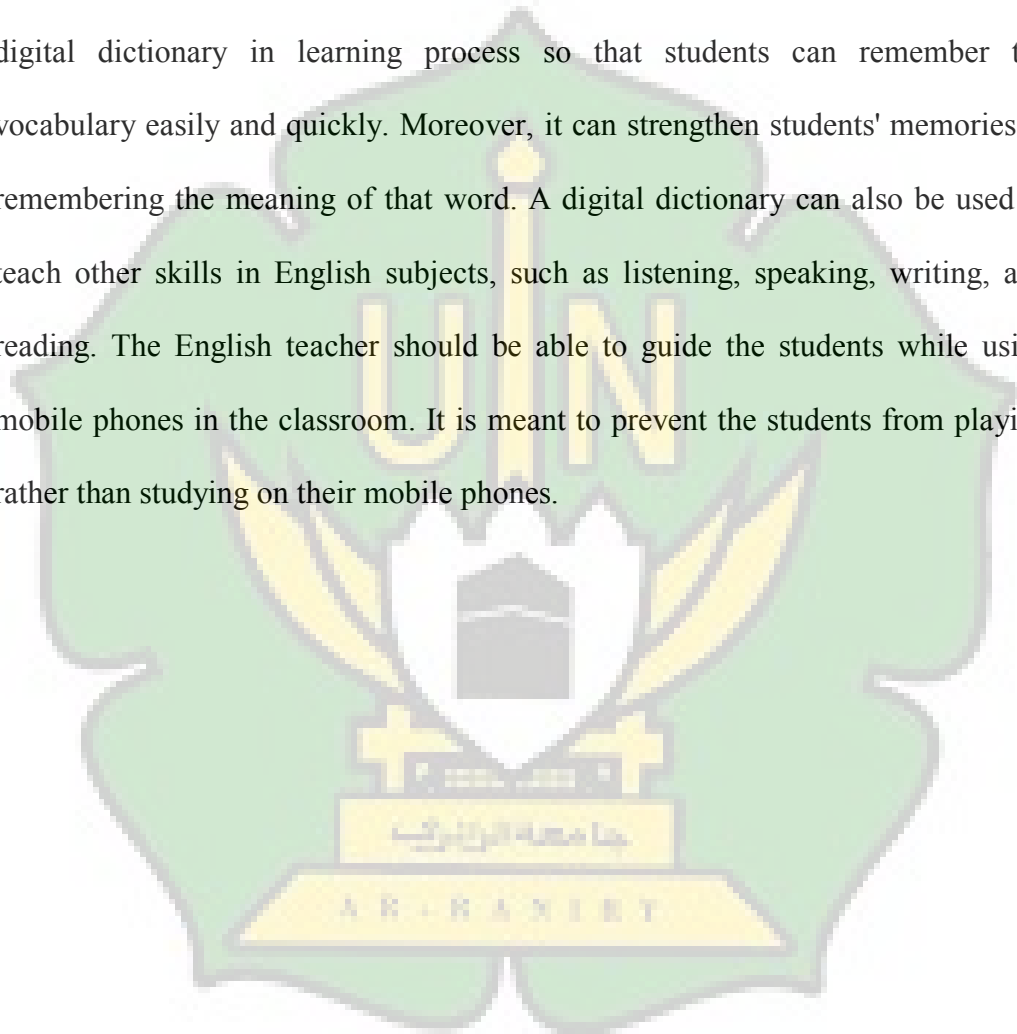 digital dictionary in learning process so that students can remember t
vocabulary easily and quickly. Moreover, it can strengthen students' memories
remembering the meaning of that word. A digital dictionary can also be used
teach other skills in English subjects, such as listening, speaking, writing, a
reading. The English teacher should be able to guide the students while usi
mobile phones in the classroom. It is meant to prevent the students from playi
rather than studying on their mobile phones.
UIN
AR-RANIRY